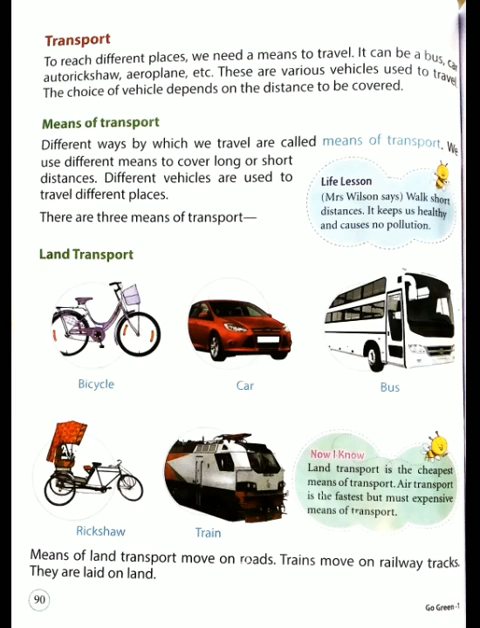 Transport
To reach different places, we need a means to travel. It can be a bus, car
autorickshaw, aeroplane, etc. These are various vehicles used to travel
The choice of vehicle depends on the distance to be covered.
Means of transport
Different ways by which we travel are called means of transport. We
use different means to cover long or short
distances. Different vehicles are used to
travel different places.
There are three means of transport—
Life Lesson
(Mrs Wilson says) Walk short
distances. It keeps us healthy
and causes no pollution.
Land Transport
Bicycle
Car
Bus
Rickshaw
Train
Now I Know
Land transport is the cheapest
means of transport. Air transport
is the fastest but must expensive
means of transport.
Means of land transport move on roads. Trains move on railway tracks.
They are laid on land.
90
Go Green-1